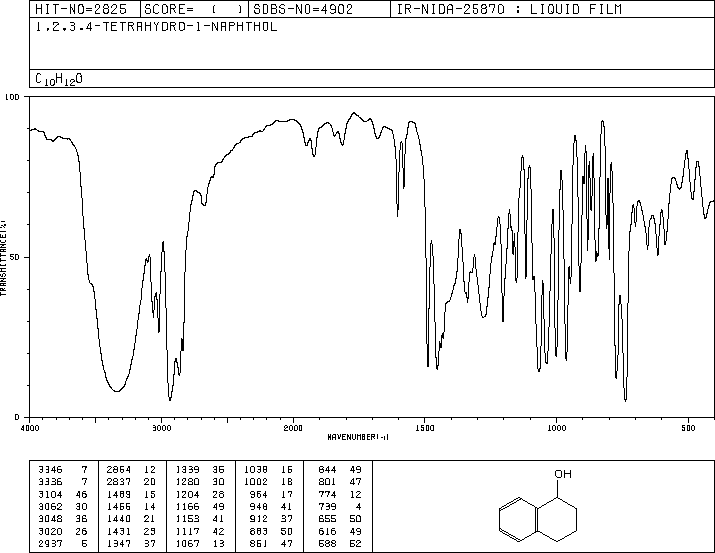 HIT-NO=2825 SCORE= ( ) SDBS-NO=4902 IR-NIDA-25870 : LIQUID FILM
1,2,3,4-TETRAHYDRO-1-NAPHTHOL
C10H12O
100
50
0
TRANSMITTANCE(%)
4000 3000 2000 1500 1000 500
WAVENUMBER(-1)
3346 7 2864 12 1339 36 1038 16 844 49
3336 7 2837 20 1280 30 1002 18 801 47
3104 46 1489 15 1204 28 964 17 774 12
3062 30 1456 14 1166 49 948 41 739 4
3048 36 1440 21 1153 41 912 37 655 50
3020 26 1431 23 1117 42 883 50 616 49
2937 5 1347 37 1067 13 861 47 588 52
OH